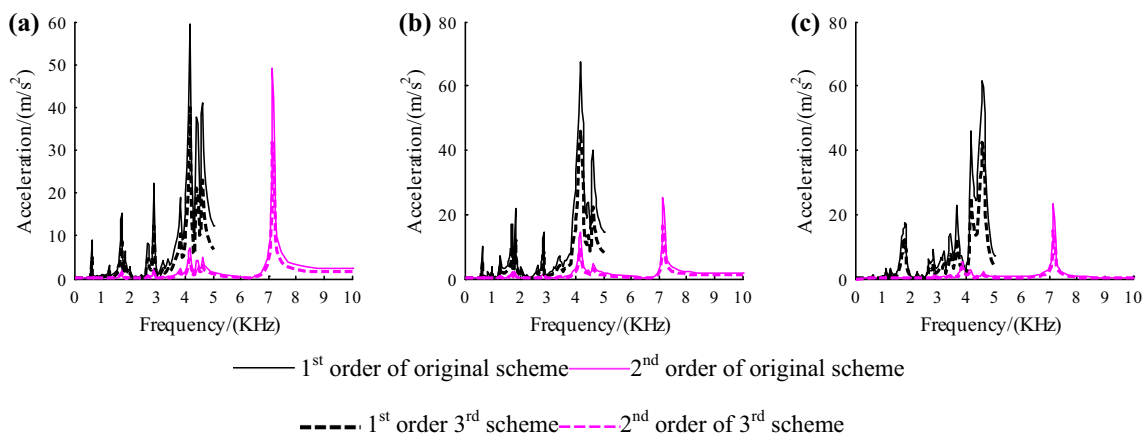 (a)
Acceleration/(m/s²)
60
50
40
30
20
10
0
0 1 2 3 4 5 6 7 8 9 10
Frequency/(KHz)
(b)
Acceleration/(m/s²)
80
60
40
20
0
0 1 2 3 4 5 6 7 8 9 10
Frequency/(KHz)
(c)
Acceleration/(m/s²)
80
60
40
20
0
0 1 2 3 4 5 6 7 8 9 10
Frequency/(KHz)
1st order of original scheme 2nd order of original scheme
1st order 3rd scheme 2nd order of 3rd scheme